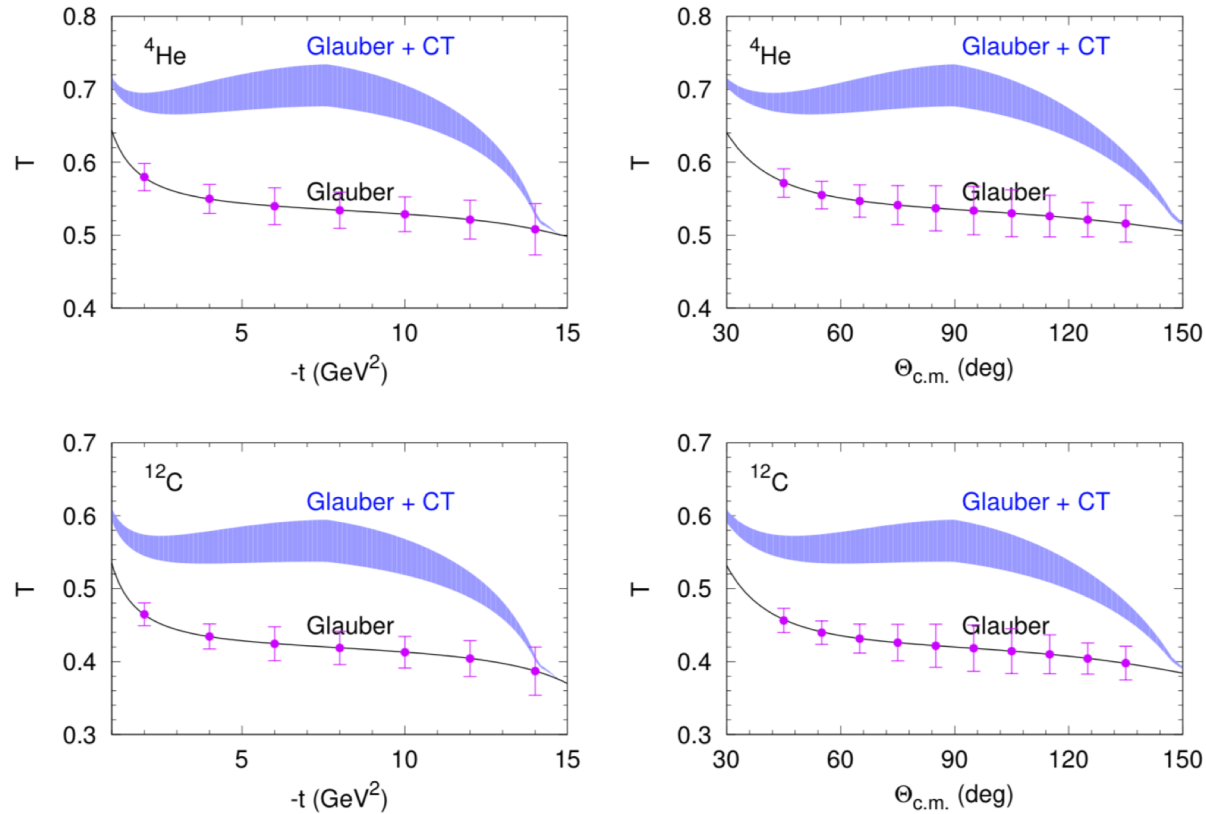 0.8
⁴He
Glauber + CT
0.7
T
0.6
Glauber
0.5
0.4
5
10
15
-t (GeV²)
0.8
⁴He
Glauber + CT
0.7
T
0.6
Glauber
0.5
0.4
30
60
90
120
150
Θc.m. (deg)
0.7
¹²C
Glauber + CT
0.6
T
0.5
Glauber
0.4
0.3
5
10
15
-t (GeV²)
0.7
¹²C
Glauber + CT
0.6
T
0.5
Glauber
0.4
0.3
30
60
90
120
150
Θc.m. (deg)